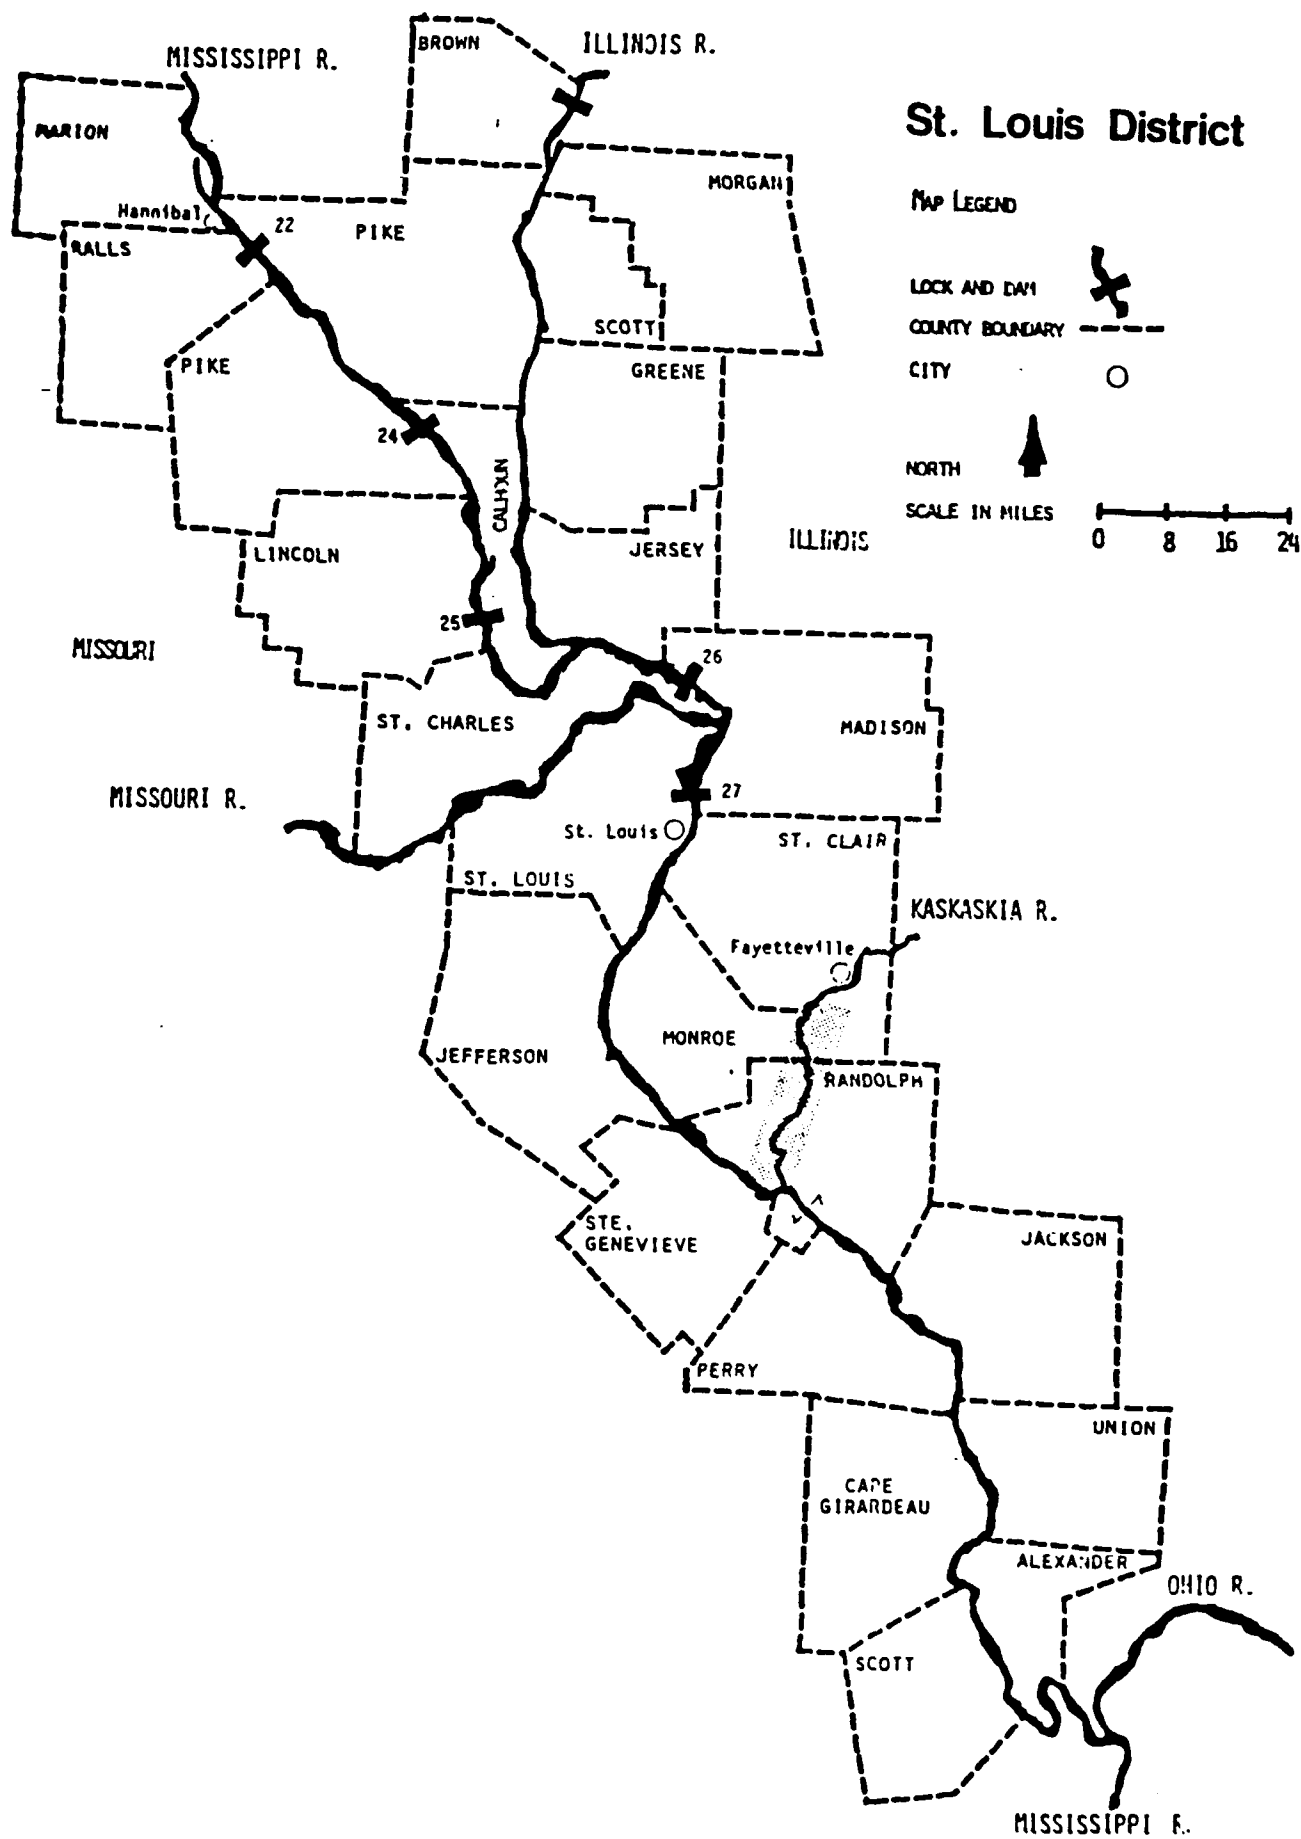 MISSISSIPPI R.
BROWN
ILLINOIS R.
St. Louis District
MARION
MORGAN
MAP LEGEND
Hannibal
22
PIKE
RALLS
LOCK AND DAM
SCOTT
COUNTY BOUNDARY
PIKE
GREENE
CITY
24
CALHOUN
NORTH
SCALE IN MILES
0 8 16 24
LINCOLN
JERSEY
ILLINOIS
25
MISSOURI
26
ST. CHARLES
MADISON
MISSOURI R.
27
St. Louis
ST. CLAIR
ST. LOUIS
KASKASKIA R.
Fayetteville
MONROE
JEFFERSON
RANDOLPH
STE.
GENEVIEVE
JACKSON
PERRY
UNION
CAPE
GIRARDEAU
ALEXANDER
OHIO R.
SCOTT
MISSISSIPPI R.